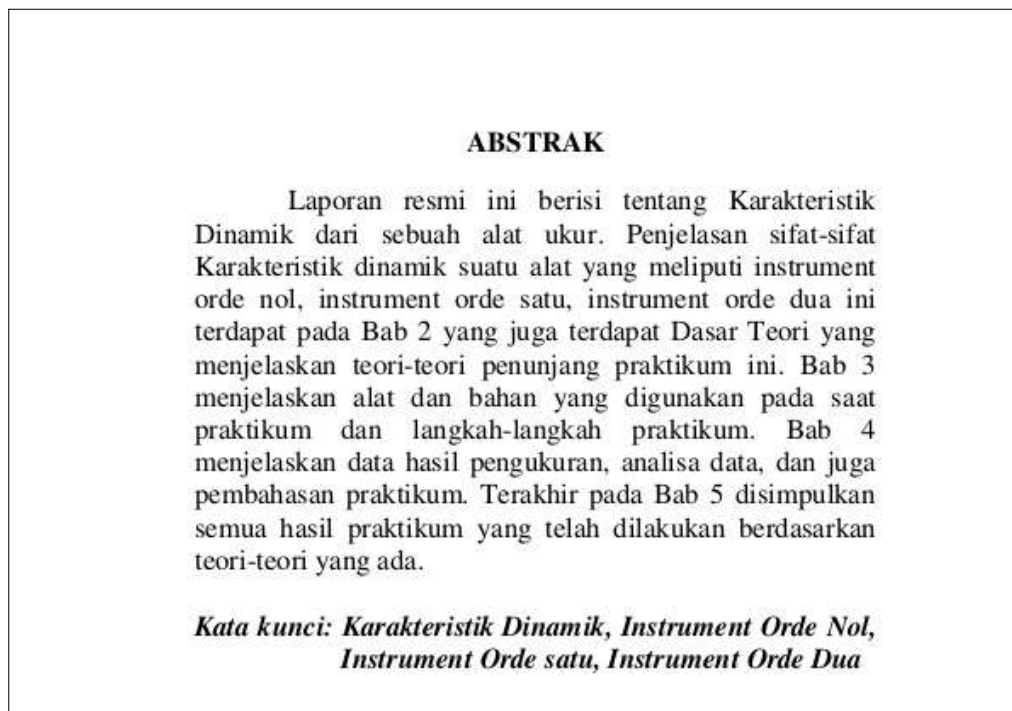 ABSTRAK
Laporan resmi ini berisi tentang Karakteristik
Dinamik dari sebuah alat ukur. Penjelasan sifat-sifat
Karakteristik dinamik suatu alat yang meliputi instrument
orde nol, instrument orde satu, instrument orde dua ini
terdapat pada Bab 2 yang juga terdapat Dasar Teori yang
menjelaskan teori-teori penunjang praktikum ini. Bab 3
menjelaskan alat dan bahan yang digunakan pada saat
praktikum dan langkah-langkah praktikum. Bab 4
menjelaskan data hasil pengukuran, analisa data, dan juga
pembahasan praktikum. Terakhir pada Bab 5 disimpulkan
semua hasil praktikum yang telah dilakukan berdasarkan
teori-teori yang ada.
Kata kunci: Karakteristik Dinamik, Instrument Orde Nol,
Instrument Orde satu, Instrument Orde Dua